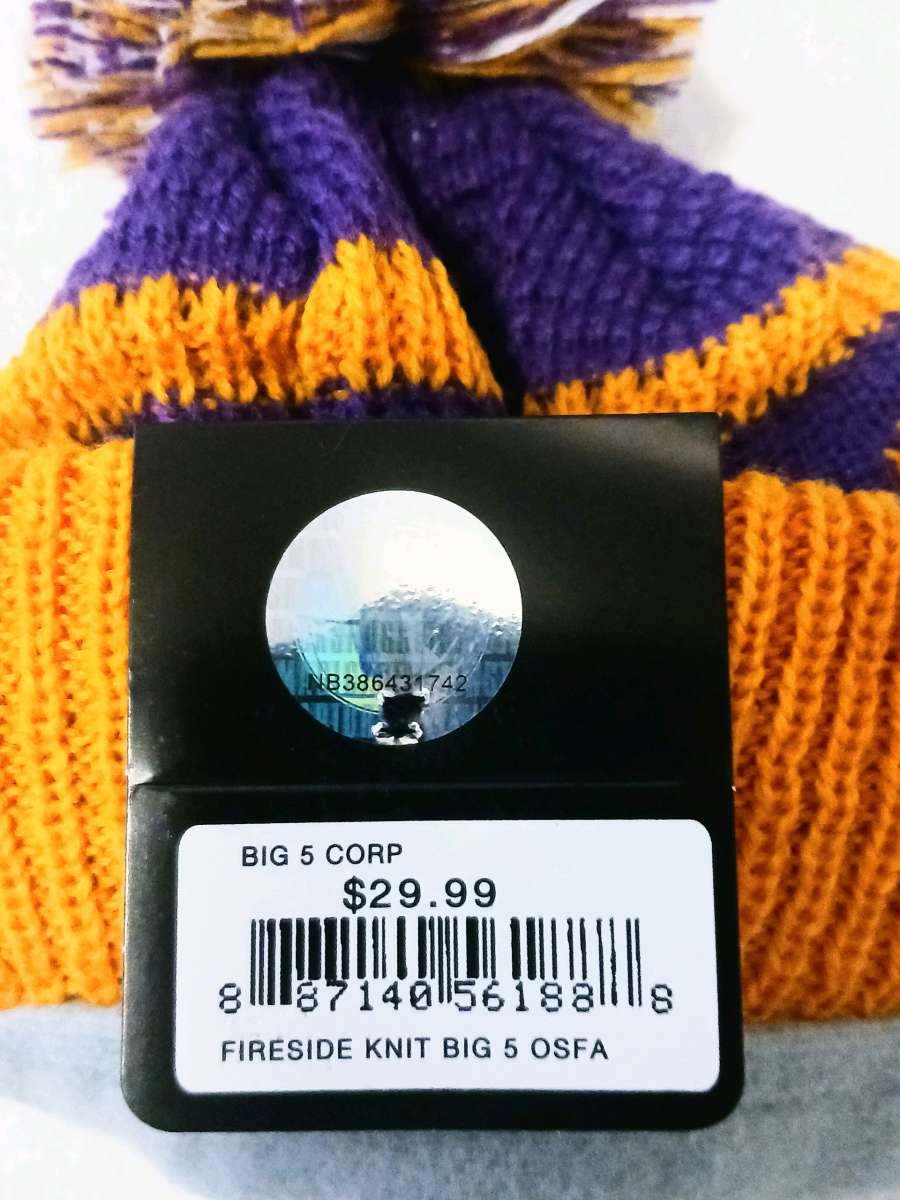 NB386431742
BIG 5 CORP
$29.99
8 87140 56188 8
FIRESIDE KNIT BIG 5 OSFA